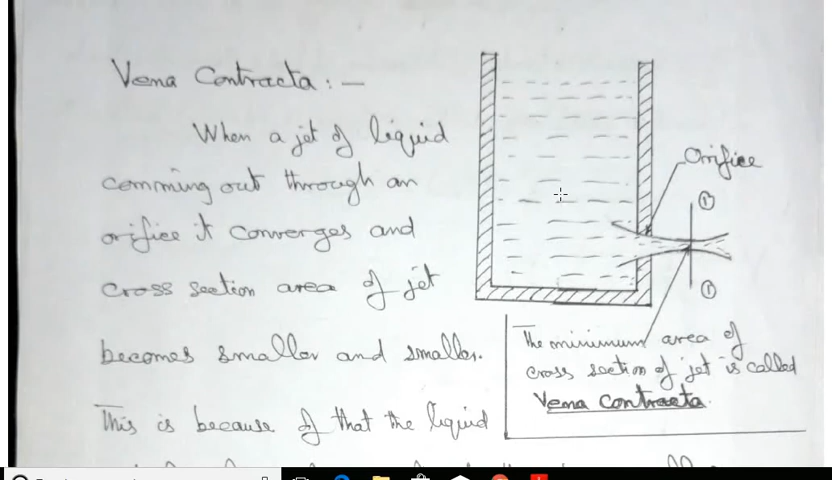 Vena Contracta : —
When a jet of liquid
comming out through an
orifice it converges and
cross section area of jet
becomes smaller and smaller.
This is because of that the liquid
Orifice
①
①
The minimum area of
cross section of jet is called
Vena Contracta.